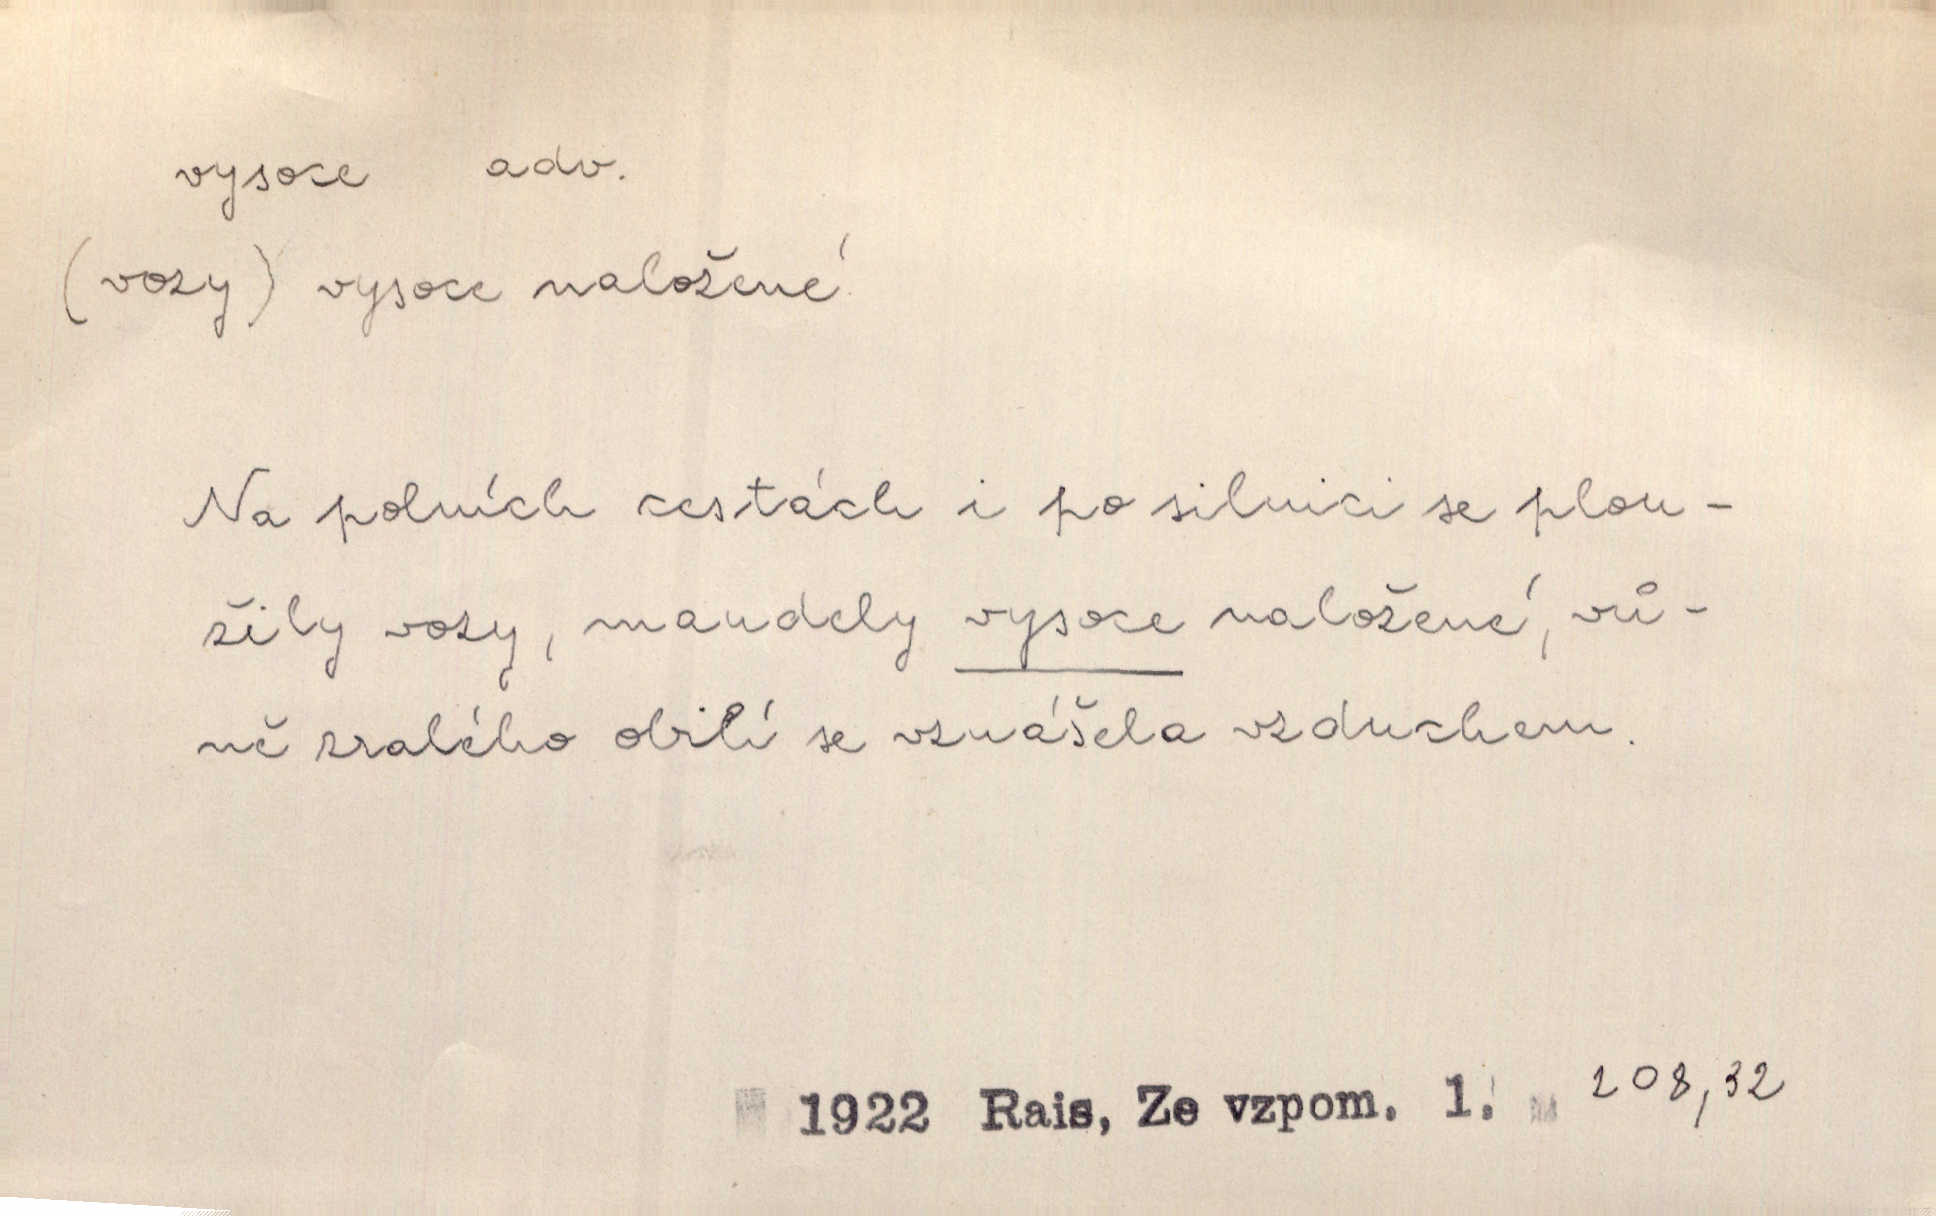 vysoce adv.
(vozy) vysoce naložené
Na polních cestách i po silnici se plou-
žily vozy, mandely vysoce naložené, vů-
ně zralého obilí se vznášela vzduchem.
1922 Rais, Ze vzpom. 1. 208,32